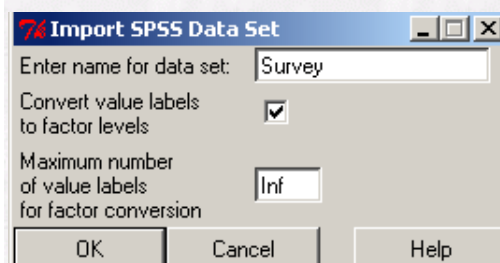 Import SPSS Data Set
Enter name for data set: Survey
Convert value labels
to factor levels
Maximum number
of value labels
for factor conversion Inf
OK Cancel Help